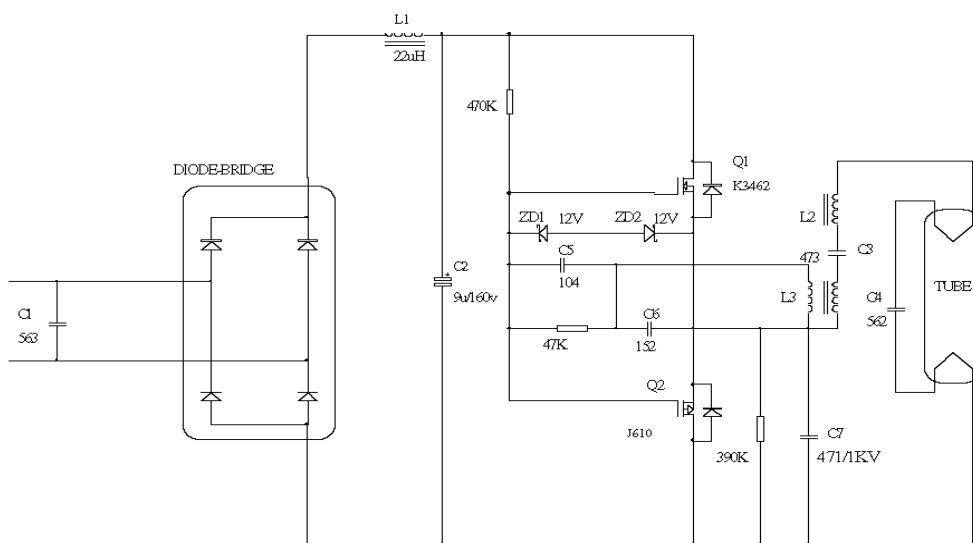 L1
22uH
470K
DIODE-BRIDGE
Q1
K3462
ZD1 12V ZD2 12V
L2
C5
104
C3
473
C2
+
9u/160v
C1
563
L3
C4
562
TUBE
C6
152
47K
Q2
J610
390K
C7
471/1KV